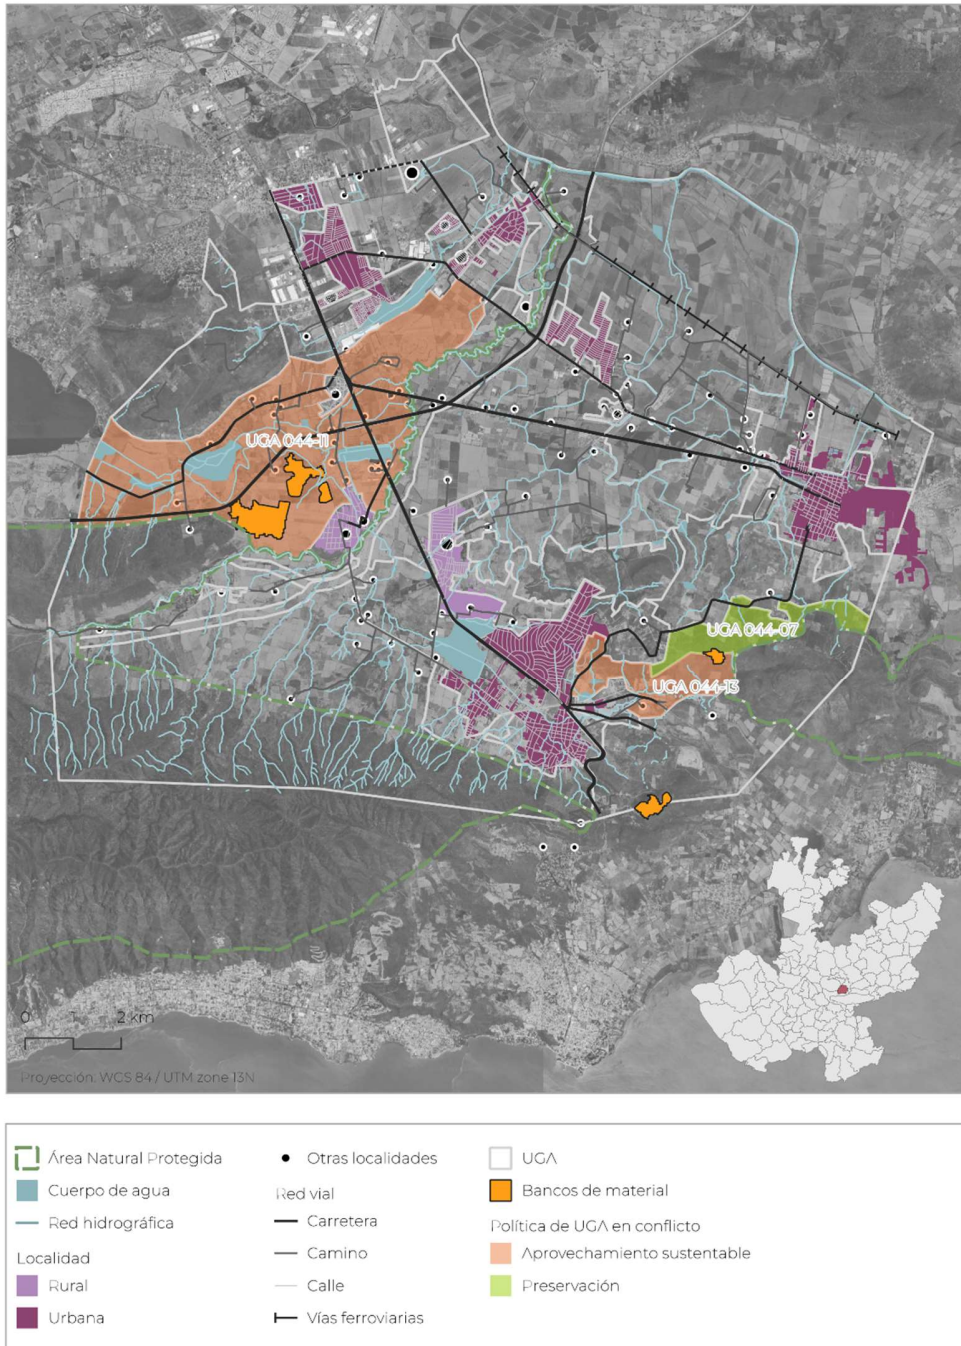 UGA 044-11
UGA 044-07
UGA 044-13
0 1 2 km
Proyección: WGS 84 / UTM zone 13N
Área Natural Protegida
Cuerpo de agua
Red hidrográfica
Localidad
Rural
Urbana
Otras localidades
Red vial
Carretera
Camino
Calle
Vías ferroviarias
UGA
Bancos de material
Política de UGA en conflicto
Aprovechamiento sustentable
Preservación